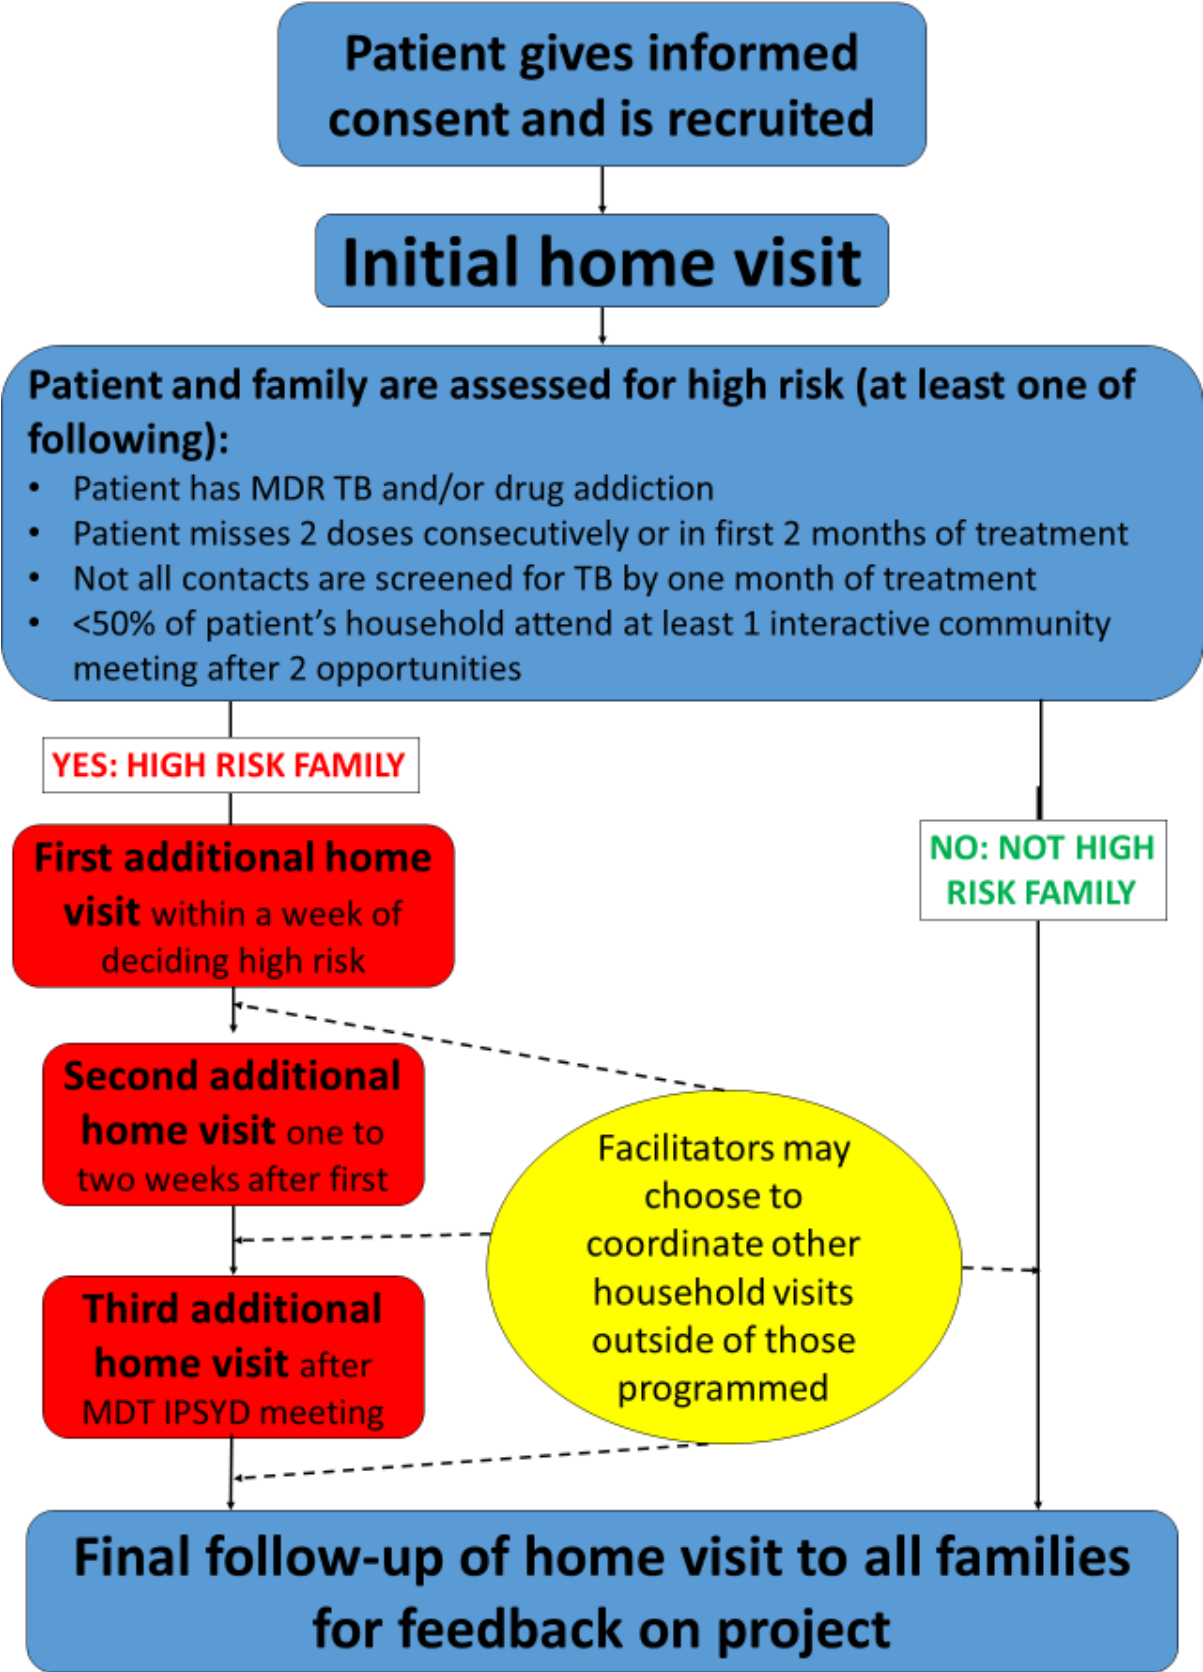 Patient gives informed
consent and is recruited
Initial home visit
Patient and family are assessed for high risk (at least one of
following):
• Patient has MDR TB and/or drug addiction
• Patient misses 2 doses consecutively or in first 2 months of treatment
• Not all contacts are screened for TB by one month of treatment
• <50% of patient’s household attend at least 1 interactive community
meeting after 2 opportunities
YES: HIGH RISK FAMILY
NO: NOT HIGH
RISK FAMILY
First additional home
visit within a week of
deciding high risk
Second additional
home visit one to
two weeks after first
Third additional
home visit after
MDT IPSYD meeting
Facilitators may
choose to
coordinate other
household visits
outside of those
programmed
Final follow-up of home visit to all families
for feedback on project